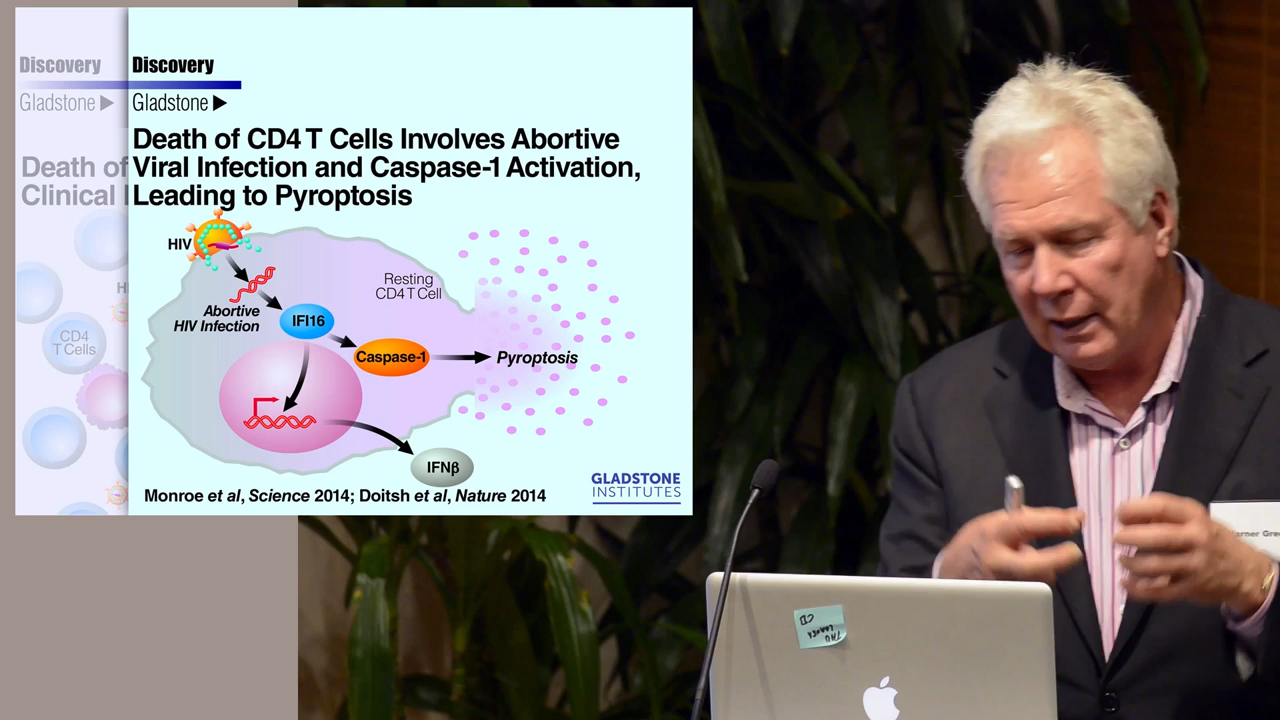 Discovery
Gladstone ▶
Death of
Clinical
CD4
T Cells
Discovery
Gladstone ▶
Death of CD4 T Cells Involves Abortive
Viral Infection and Caspase-1 Activation,
Leading to Pyroptosis
HIV
Resting
CD4 T Cell
Abortive
HIV Infection
IFI16
Caspase-1
Pyroptosis
IFNβ
GLADSTONE
INSTITUTES
Monroe et al, Science 2014; Doitsh et al, Nature 2014
CD